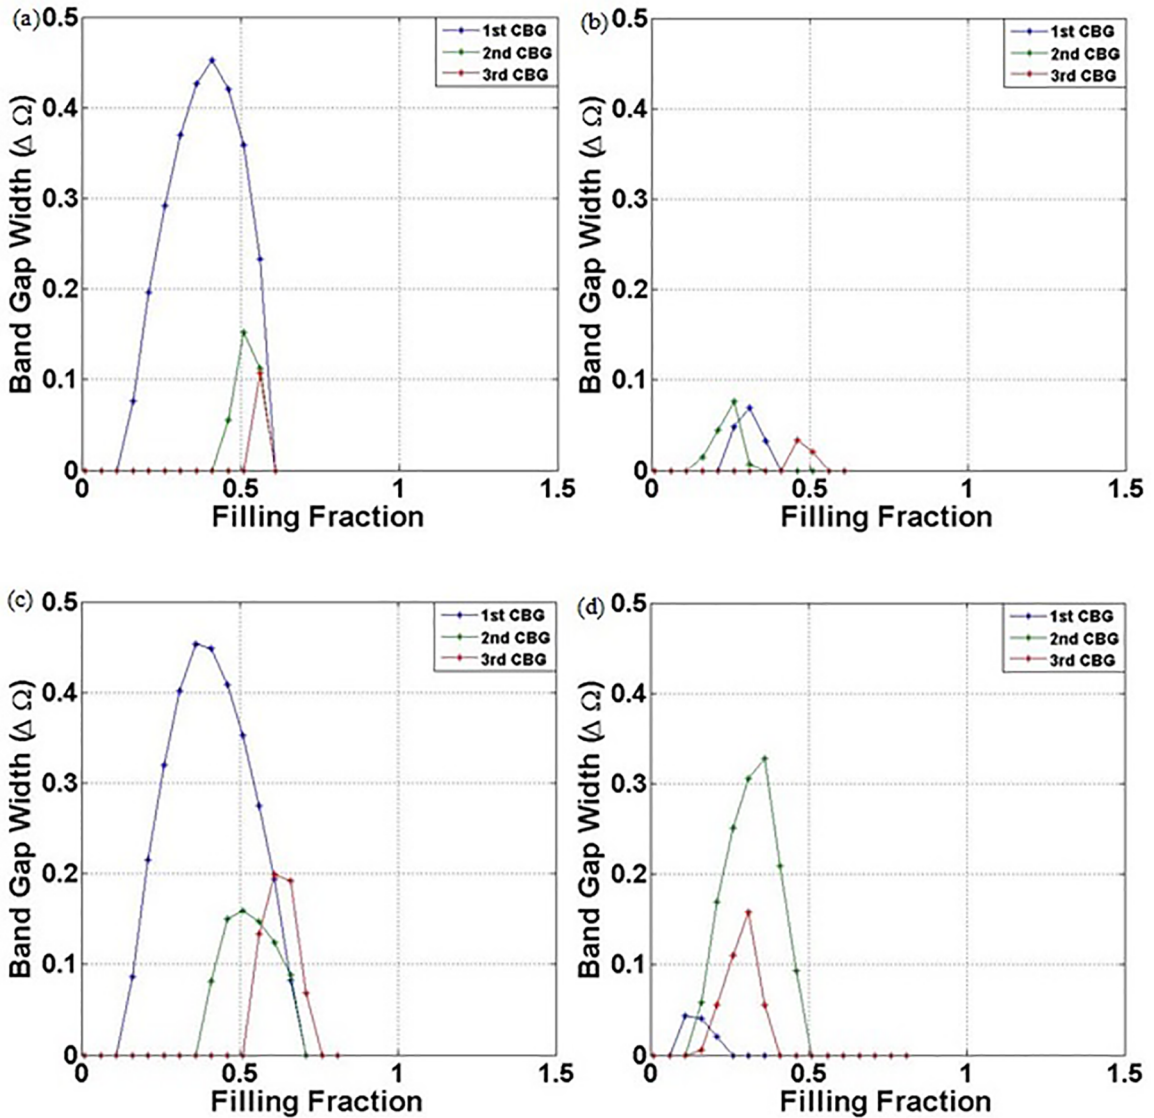 (a)
0.5
0.4
0.3
0.2
0.1
0
Band Gap Width (Δ Ω)
1st CBG
2nd CBG
3rd CBG
0 0.5 1 1.5
Filling Fraction
(b)
0.5
0.4
0.3
0.2
0.1
0
Band Gap Width (Δ Ω)
1st CBG
2nd CBG
3rd CBG
0 0.5 1 1.5
Filling Fraction
(c)
0.5
0.4
0.3
0.2
0.1
0
Band Gap Width (Δ Ω)
1st CBG
2nd CBG
3rd CBG
0 0.5 1 1.5
Filling Fraction
(d)
0.5
0.4
0.3
0.2
0.1
0
Band Gap Width (Δ Ω)
1st CBG
2nd CBG
3rd CBG
0 0.5 1 1.5
Filling Fraction